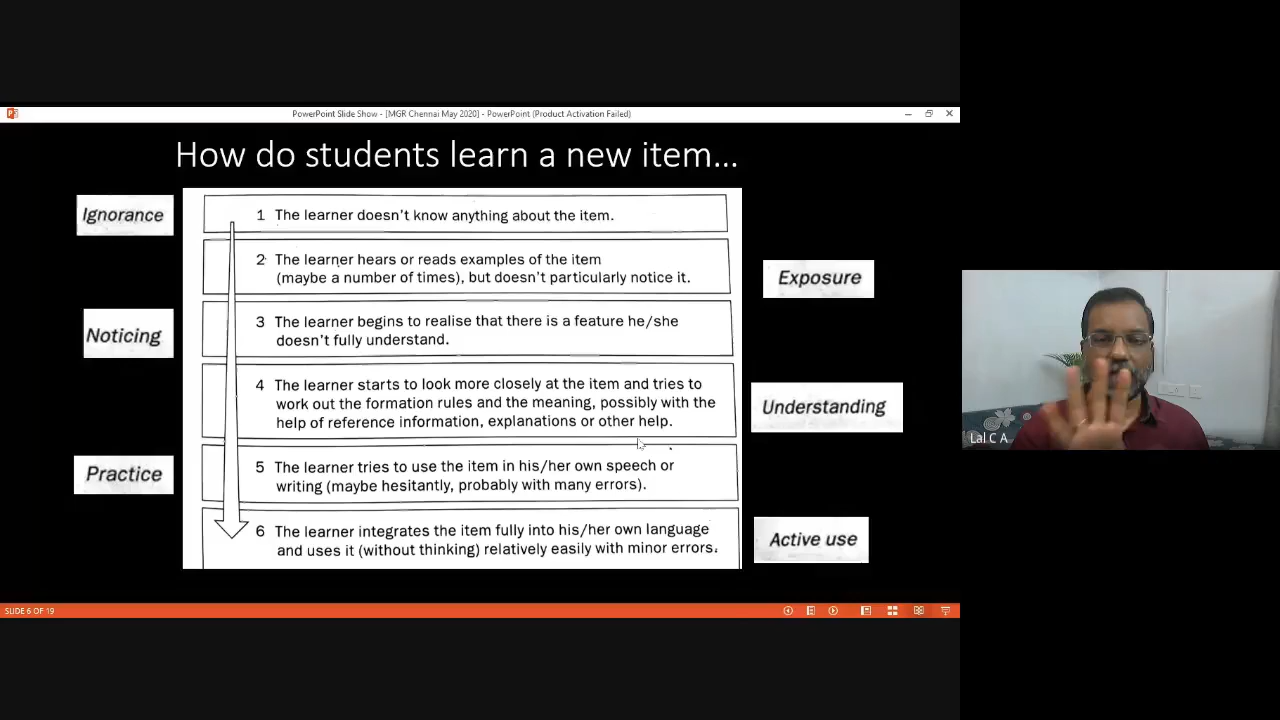 PowerPoint Slide Show - [MGR Chennai May 2020] - PowerPoint (Product Activation Failed)
How do students learn a new item...
Ignorance
1 The learner doesn't know anything about the item.
2 The learner hears or reads examples of the item
(maybe a number of times), but doesn't particularly notice it.
Exposure
Noticing
3 The learner begins to realise that there is a feature he/she
doesn't fully understand.
4 The learner starts to look more closely at the item and tries to
work out the formation rules and the meaning, possibly with the
help of reference information, explanations or other help.
Understanding
Practice
5 The learner tries to use the item in his/her own speech or
writing (maybe hesitantly, probably with many errors).
6 The learner integrates the item fully into his/her own language
and uses it (without thinking) relatively easily with minor errors.
Active use
Lal C A
SLIDE 6 OF 19